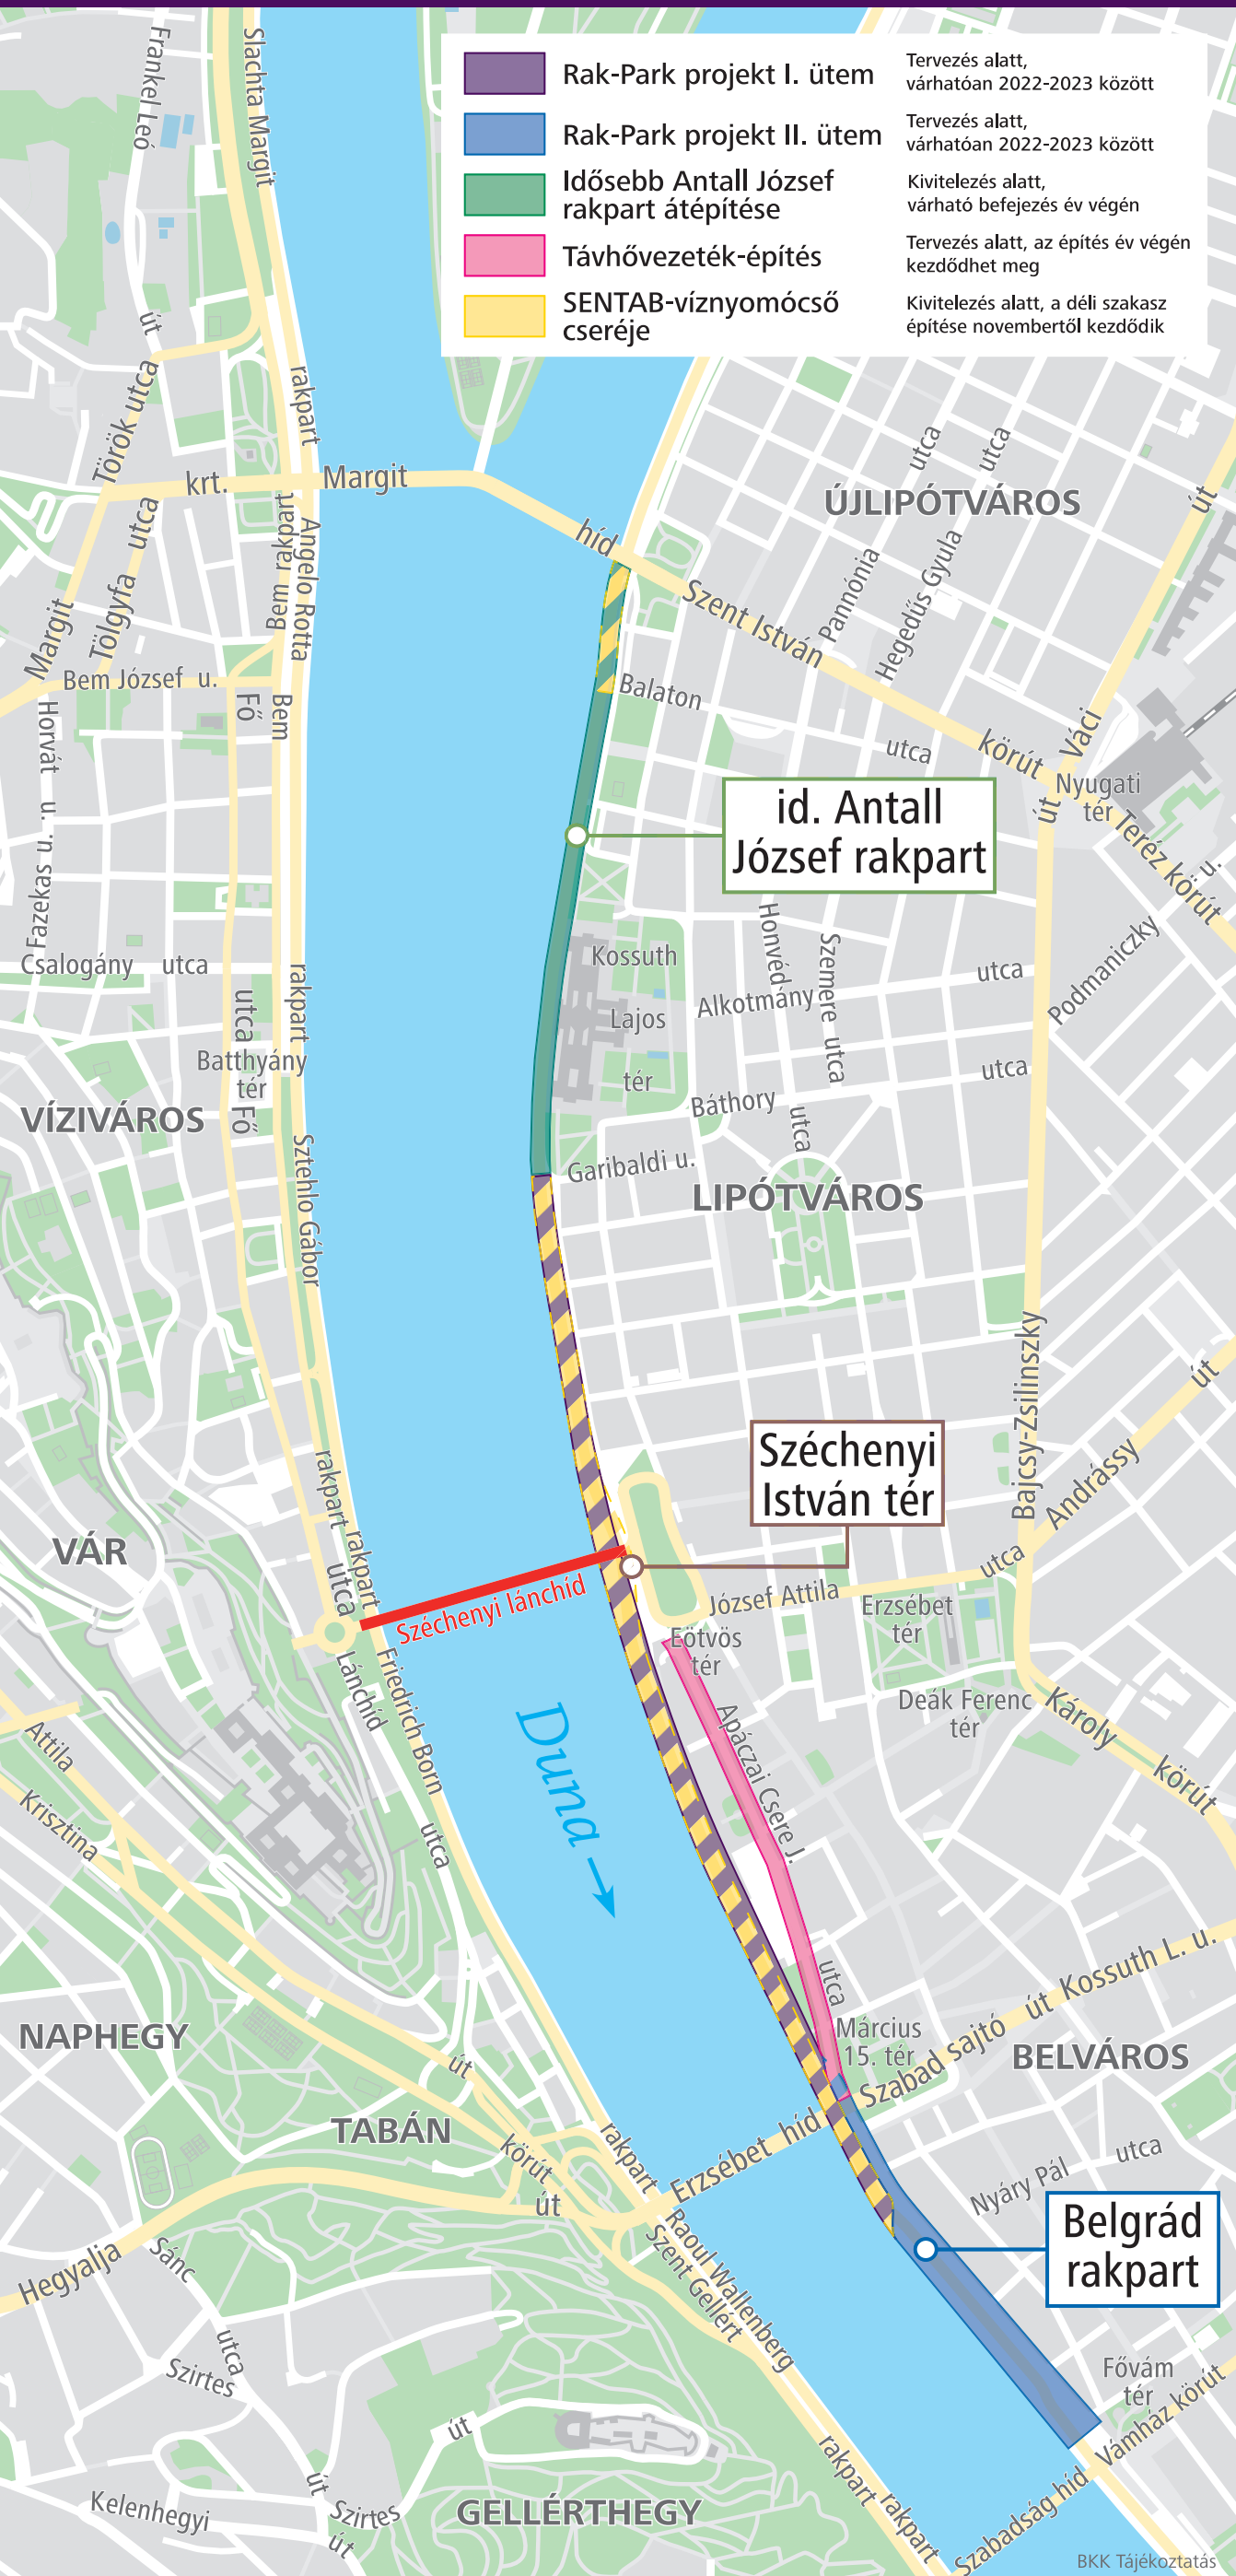 Rak-Park projekt I. ütem
Tervezés alatt,
várhatóan 2022-2023 között
Rak-Park projekt II. ütem
Tervezés alatt,
várhatóan 2022-2023 között
Idősebb Antall József
rakpart átépítése
Kivitelezés alatt,
várható befejezés év végén
Távhővezeték-építés
Tervezés alatt, az építés év végén
kezdődhet meg
SENTAB-víznyomócső
cseréje
Kivitelezés alatt, a déli szakasz
építése novembertől kezdődik
Frankel Leó
út
Slachta Margit
rakpart
Török utca
krt.
Margit
híd
Margit
Tölgyfa
utca
Bem rakpart
Angelo Rotta
Bem József u.
Fő
Bem
Horvát
u.
Fazekas u.
Csalogány utca
utca
rakpart
Batthyány
tér
Fő
VÍZIVÁROS
Sztehlo Gábor
rakpart
ÚJLIPÓTVÁROS
utca
utca
Pannónia
Hegedűs Gyula
út
Szent István
körút
Váci
út
Balaton
utca
Nyugati
tér
Teréz körút
u.
Podmaniczky
id. Antall
József rakpart
Kossuth
Lajos
tér
Honvéd
utca
Szemere utca
Alkotmány
utca
Báthory
utca
Garibaldi u.
LIPÓTVÁROS
Bajcsy-Zsilinszky
Andrássy
út
Széchenyi
István tér
VÁR
utca
rakpart
Széchenyi lánchíd
József Attila
utca
Erzsébet
tér
Eötvös
tér
Deák Ferenc
tér
Károly
körút
Lánchíd
utca
Friedrich Born
Duna
Apáczai Csere J.
utca
Attila
Krisztina
út
körút
NAPHEGY
TABÁN
Március
15. tér
Szabad sajtó út
Kossuth L. u.
BELVÁROS
Erzsébet híd
rakpart
út
Hegyalja
Nyáry Pál
utca
Belgrád
rakpart
Raoul Wallenberg
Szent Gellért
Sánc
utca
Szirtes
út
Fővám
tér
Vámház körút
rakpart
rakpart
Szabadság híd
Kelenhegyi
út
Szirtes
út
GELLÉRTHEGY
BKK Tájékoztatás